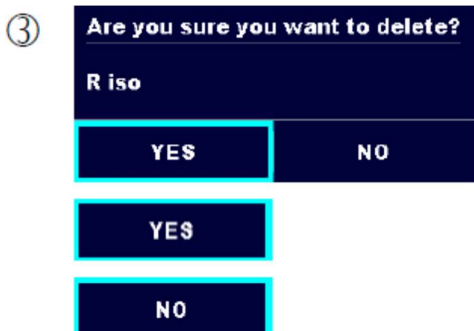 ③
Are you sure you want to delete?
R iso
YES NO
YES
NO